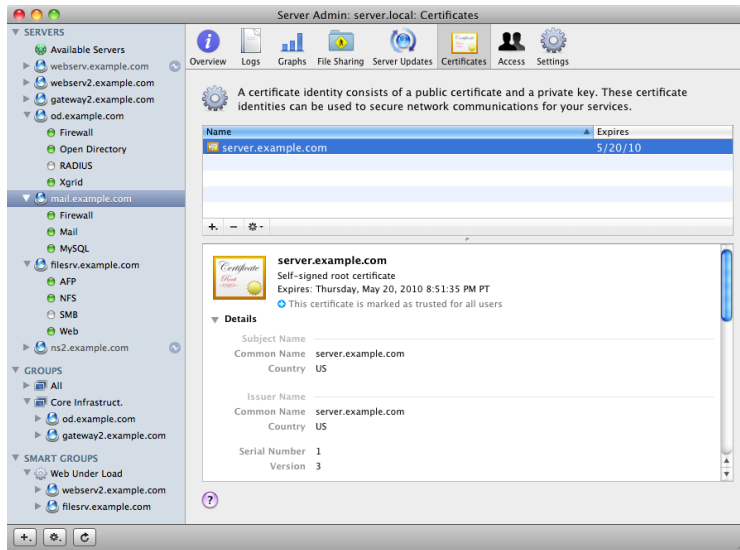 Server Admin: server.local: Certificates
SERVERS
Available Servers
webserv.example.com
webserv2.example.com
gateway2.example.com
od.example.com
Firewall
Open Directory
RADIUS
Xgrid
mail.example.com
Firewall
Mail
MySQL
filesrv.example.com
AFP
NFS
SMB
Web
ns2.example.com
GROUPS
All
Core Infrastruct.
od.example.com
gateway2.example.com
SMART GROUPS
Web Under Load
webserv2.example.com
filesrv.example.com
Overview Logs Graphs File Sharing Server Updates Certificates Access Settings
A certificate identity consists of a public certificate and a private key. These certificate
identities can be used to secure network communications for your services.
Name Expires
server.example.com 5/20/10
Certificate
Root
server.example.com
Self-signed root certificate
Expires: Thursday, May 20, 2010 8:51:35 PM PT
This certificate is marked as trusted for all users
Details
Subject Name
Common Name server.example.com
Country US
Issuer Name
Common Name server.example.com
Country US
Serial Number 1
Version 3
?